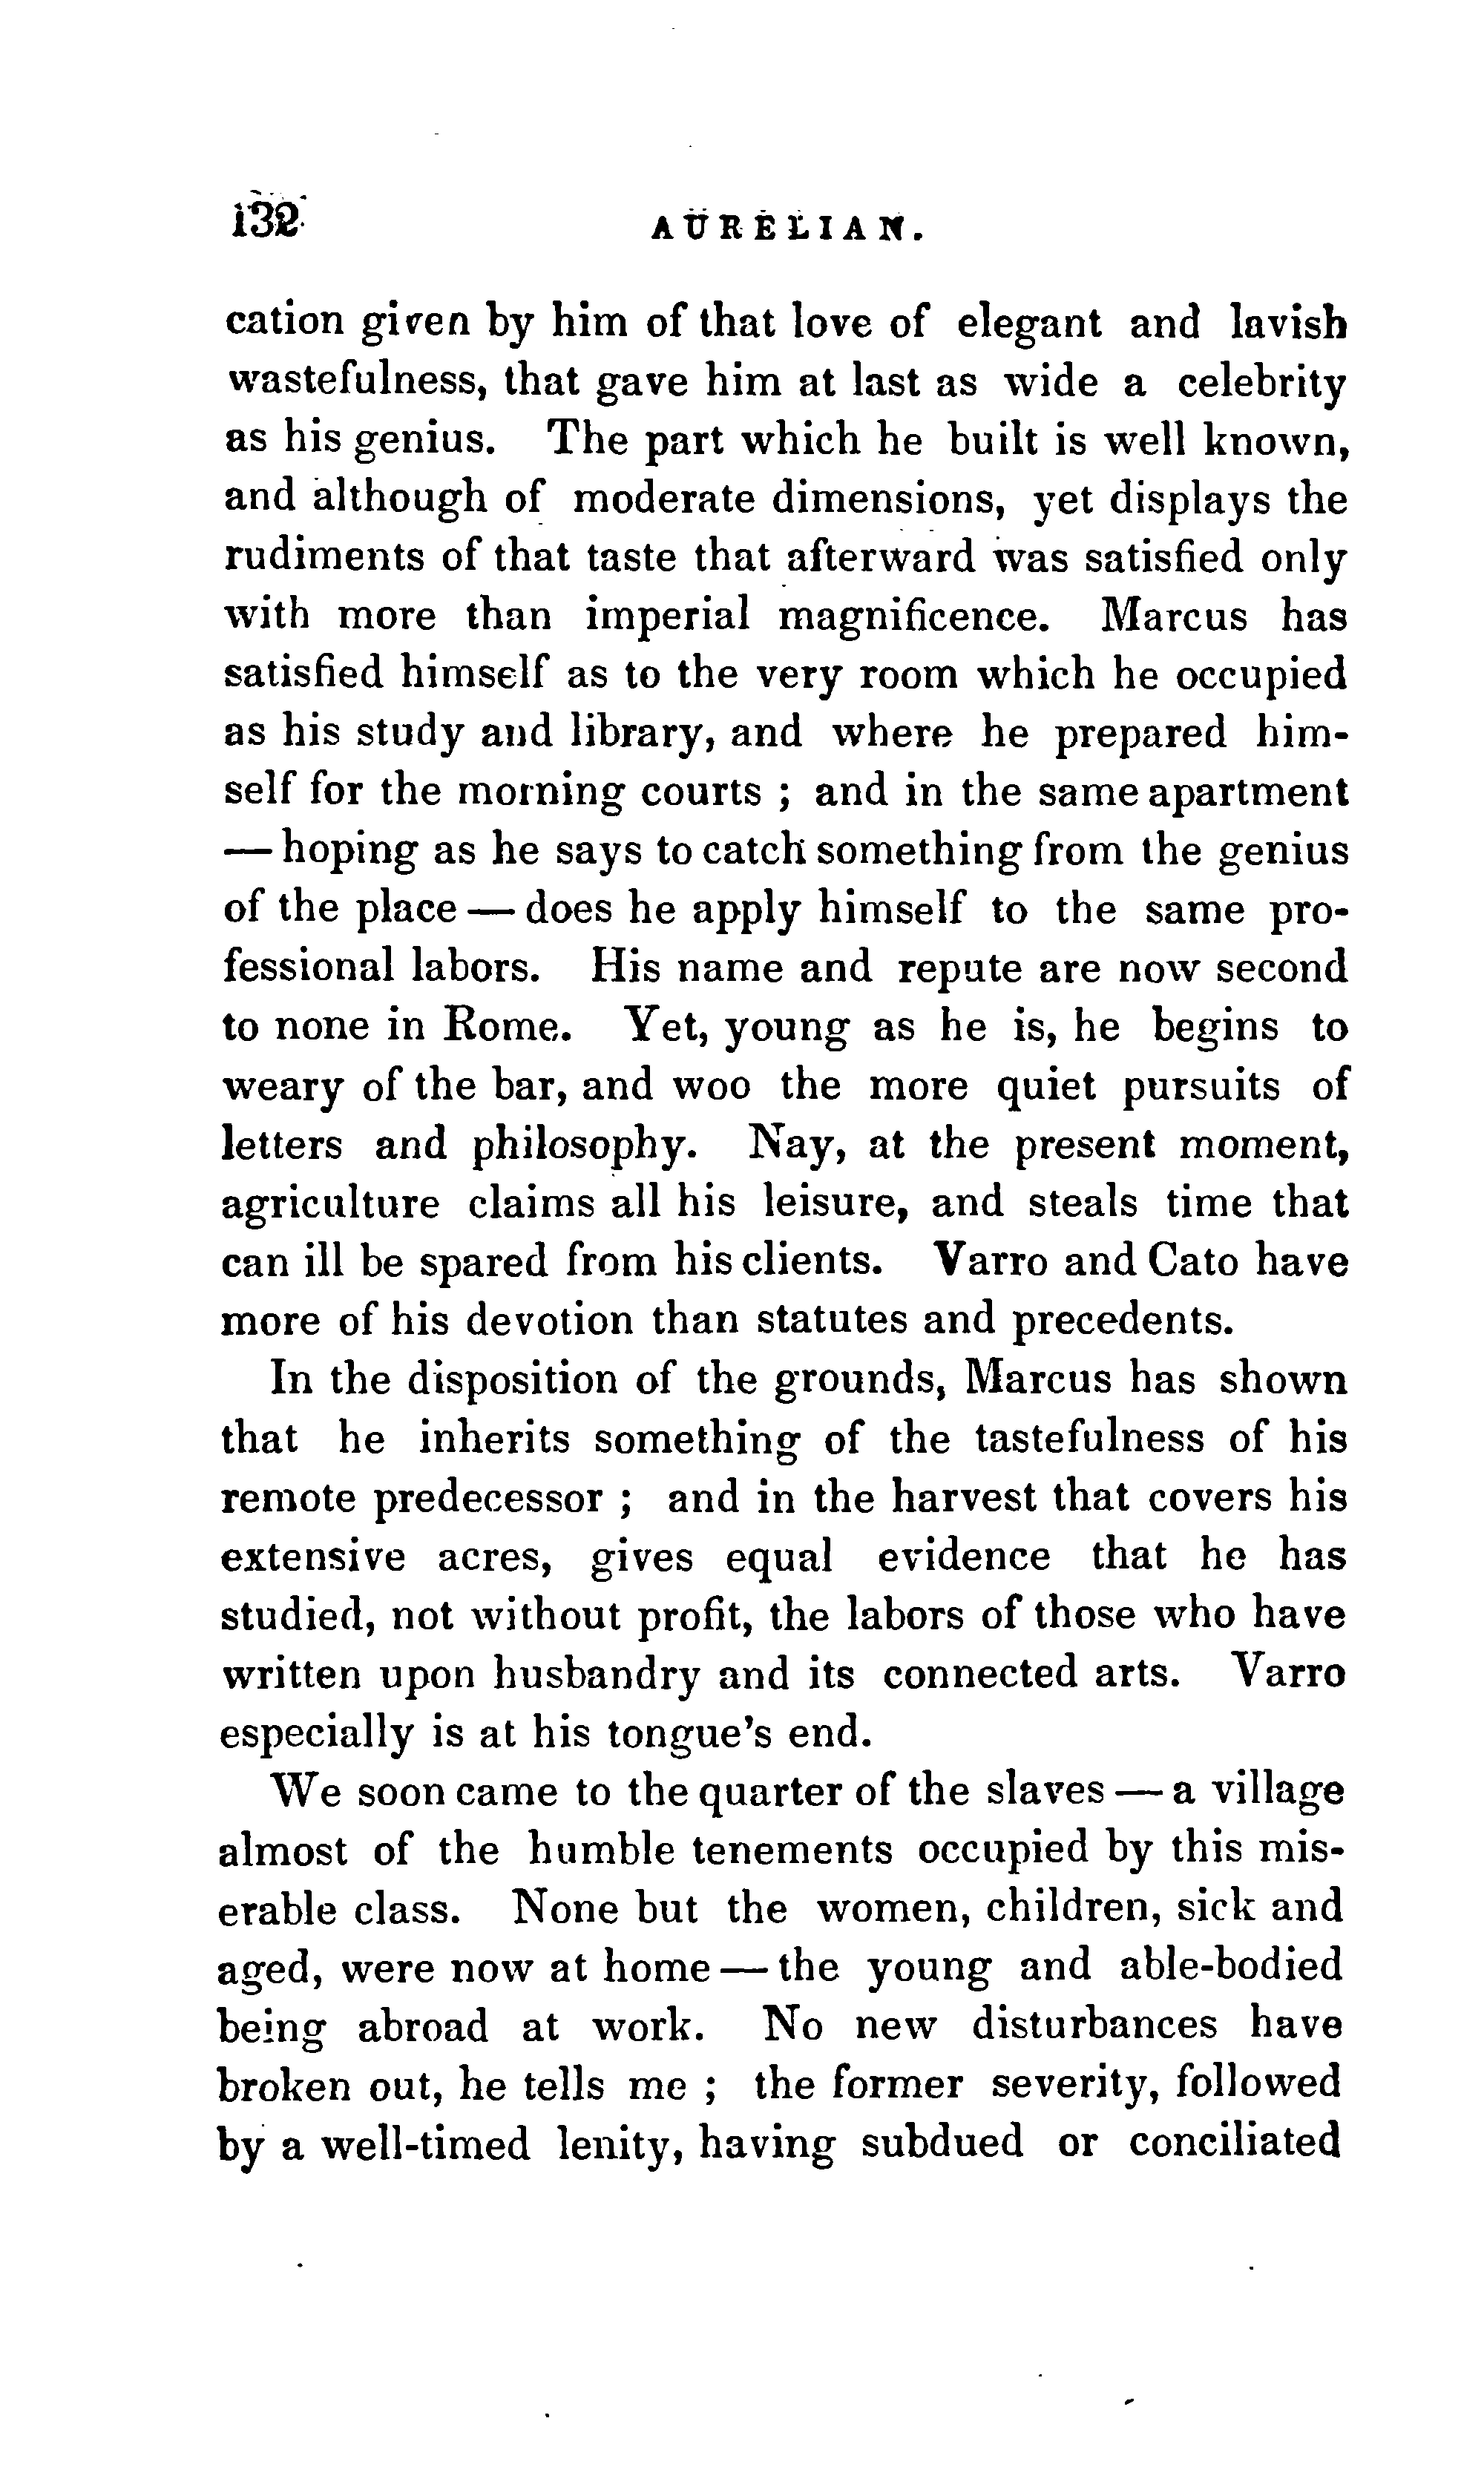 132 AURELIAN.
cation given by him of that love of elegant and lavish
wastefulness, that gave him at last as wide a celebrity
as his genius. The part which he built is well known,
and although of moderate dimensions, yet displays the
rudiments of that taste that afterward was satisfied only
with more than imperial magnificence. Marcus has
satisfied himself as to the very room which he occupied
as his study and library, and where he prepared him-
self for the morning courts ; and in the same apartment
— hoping as he says to catch something from the genius
of the place — does he apply himself to the same pro-
fessional labors. His name and repute are now second
to none in Rome. Yet, young as he is, he begins to
weary of the bar, and woo the more quiet pursuits of
letters and philosophy. Nay, at the present moment,
agriculture claims all his leisure, and steals time that
can ill be spared from his clients. Varro and Cato have
more of his devotion than statutes and precedents.
In the disposition of the grounds, Marcus has shown
that he inherits something of the tastefulness of his
remote predecessor ; and in the harvest that covers his
extensive acres, gives equal evidence that he has
studied, not without profit, the labors of those who have
written upon husbandry and its connected arts. Varro
especially is at his tongue's end.
We soon came to the quarter of the slaves — a village
almost of the humble tenements occupied by this mis-
erable class. None but the women, children, sick and
aged, were now at home — the young and able-bodied
being abroad at work. No new disturbances have
broken out, he tells me ; the former severity, followed
by a well-timed lenity, having subdued or conciliated